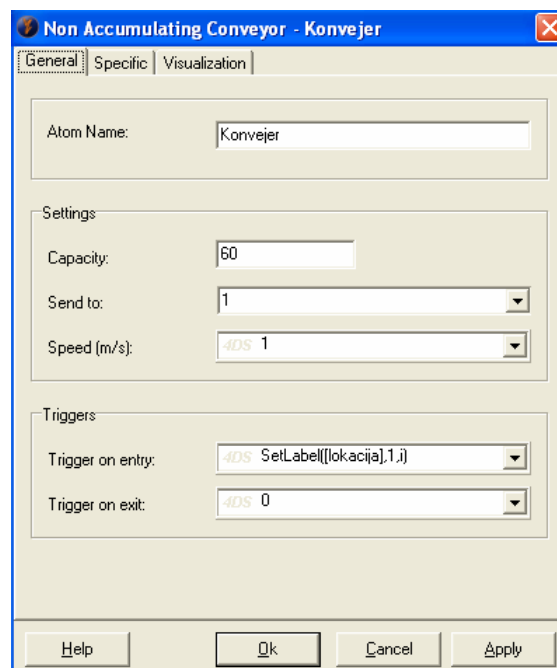 Non Accumulating Conveyor - Konvejer
General Specific Visualization
Atom Name: Konvejer
Settings
Capacity: 60
Send to: 1
Speed (m/s): 4DS 1
Triggers
Trigger on entry: 4DS SetLabel([lokacija],1,i)
Trigger on exit: 4DS 0
Help Ok Cancel Apply